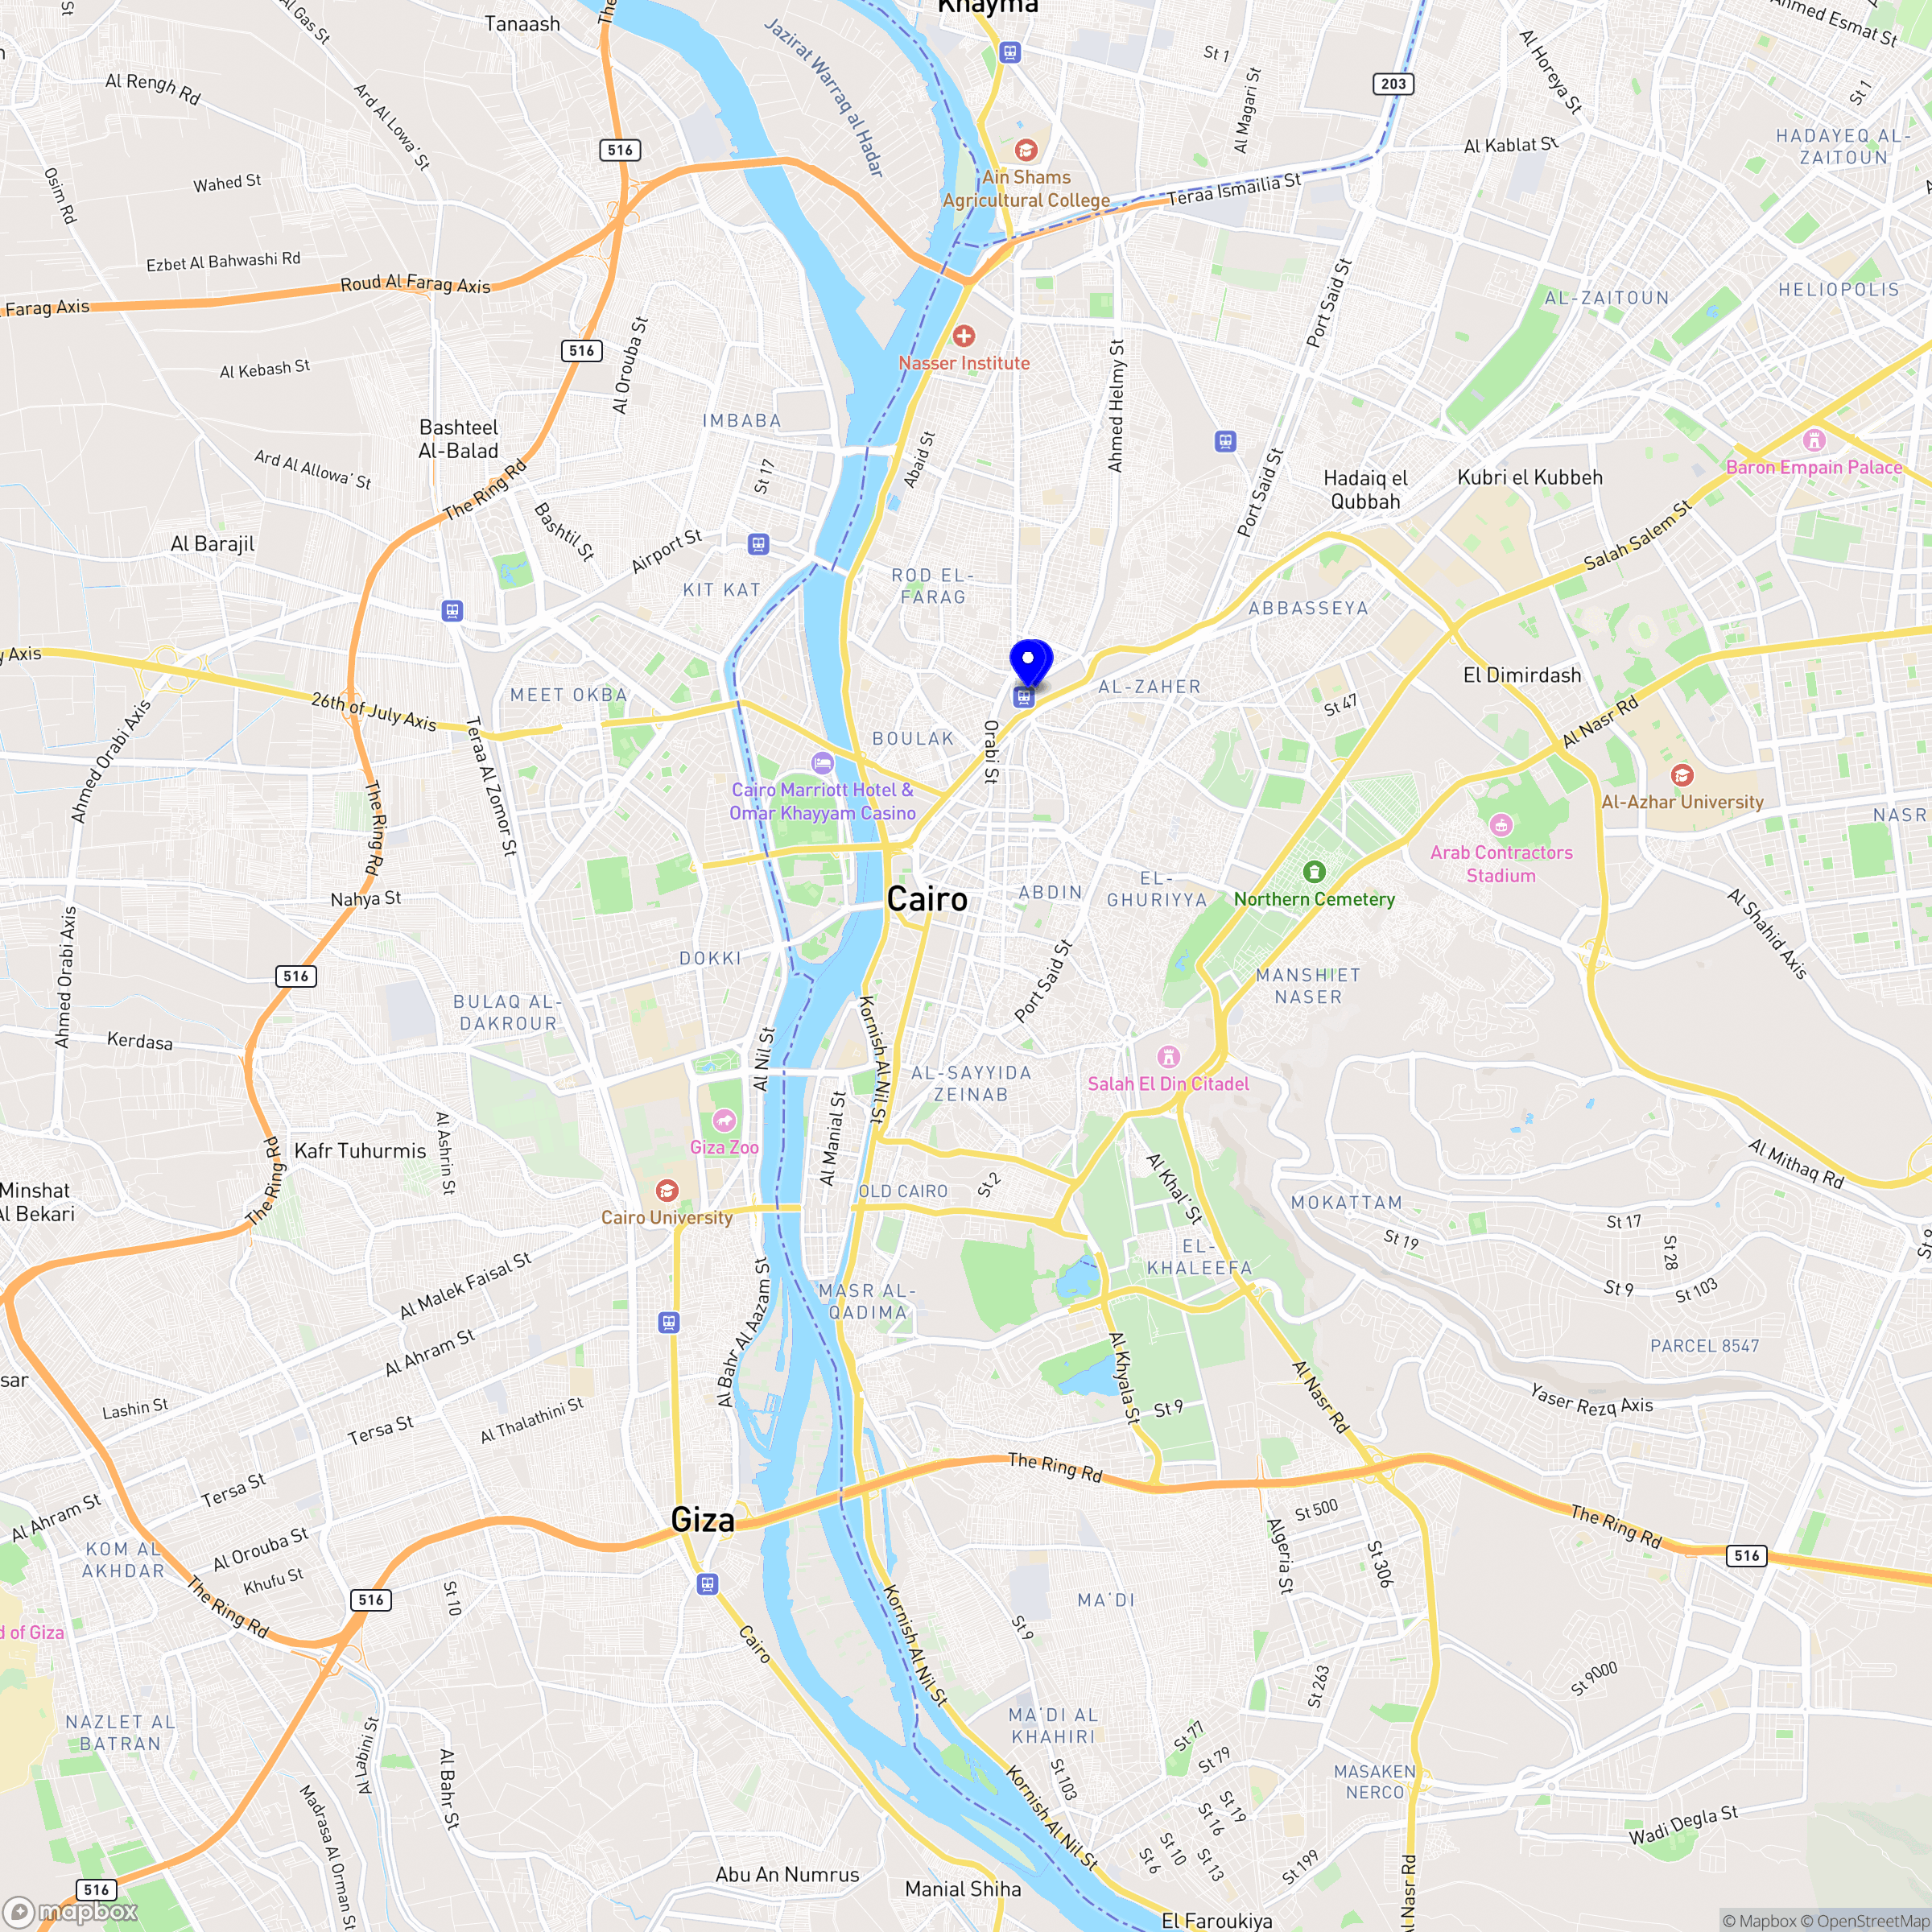 Khayma
Tanaash
Al Gas St
The
Jazirat Warraq al Hadar
St 1
Al Magari St
203
Al Horeya St
Ahmed Esmat St
St 1
Al Rengh Rd
Ard Al Lowa' St
516
Ain Shams
Agricultural College
Al Kablat St
HADAYEQ AL-
ZAITOUN
Wahed St
Osim Rd
Teraa Ismailia St
Ezbet Al Bahwashi Rd
Roud Al Farag Axis
Farag Axis
Port Said St
AL-ZAITOUN
HELIOPOLIS
516
Al Orouba St
Al Kebash St
Nasser Institute
Ahmed Helmy St
IMBABA
Bashteel
Al-Balad
Abaid St
Ard Al Allowa' St
St 17
The Ring Rd
Port Said St
Hadaiq el
Qubbah
Kubri el Kubbeh
Baron Empain Palace
Bashtil St
Airport St
Al Barajil
Salah Salem St
KIT KAT
ROD EL-
FARAG
ABBASSEYA
y Axis
26th of July Axis
MEET OKBA
AL-ZAHER
El Dimirdash
St 47
Al Nasr Rd
Ahmed Orabi Axis
Teraa Al Zomor St
BOULAK
Orabi St
Cairo Marriott Hotel &
Omar Khayyam Casino
Al-Azhar University
NASR
The Ring Rd
Arab Contractors
Stadium
Nahya St
Cairo
ABDIN
EL-
GHURIYYA
Northern Cemetery
Al Shahid Axis
Ahmed Orabi Axis
516
DOKKI
Port Said St
MANSHIET
NASER
BULAQ AL-
DAKROUR
Kerdasa
Al Nil St
Kornish Al Nil St
AL-SAYYIDA
ZEINAB
Salah El Din Citadel
Al Ashrin St
Giza Zoo
Al Manial St
Kafr Tuhurmis
The Ring Rd
Minshat
Al Bekari
Cairo University
OLD CAIRO
St 2
Al Khal' St
MOKATTAM
Al Mithaq Rd
St 17
St 19
St 28
St 9
St 103
St 8
EL-
KHALEEFA
Al Malek Faisal St
Al Bahr Al Aazam St
MASR AL-
QADIMA
Al Ahram St
Al Khyala St
PARCEL 8547
sar
Lashin St
Tersa St
Al Thalathini St
St 9
Al Nasr Rd
Yaser Rezq Axis
Tersa St
The Ring Rd
Al Ahram St
Giza
St 500
The Ring Rd
516
Al Orouba St
KOM AL
AKHDAR
Khufu St
516
St 10
Algeria St
St 306
The Ring Rd
MA'DI
d of Giza
Cairo
Kornish Al Nil St
St 9
St 263
St 9000
NAZLET AL
BATRAN
Al Labini St
Al Bahr St
Madrasa Al Orman St
MA'DI AL
KHAHIRI
St 77
St 79
St 103
St 19
St 16
MASAKEN
NERCO
Wadi Degla St
Kornish Al Nil St
St 10
St 6
St 13
St 199
Al Nasr Rd
Abu An Numrus
Manial Shiha
516
El Faroukiya
mapbox
© Mapbox © OpenStreetMap